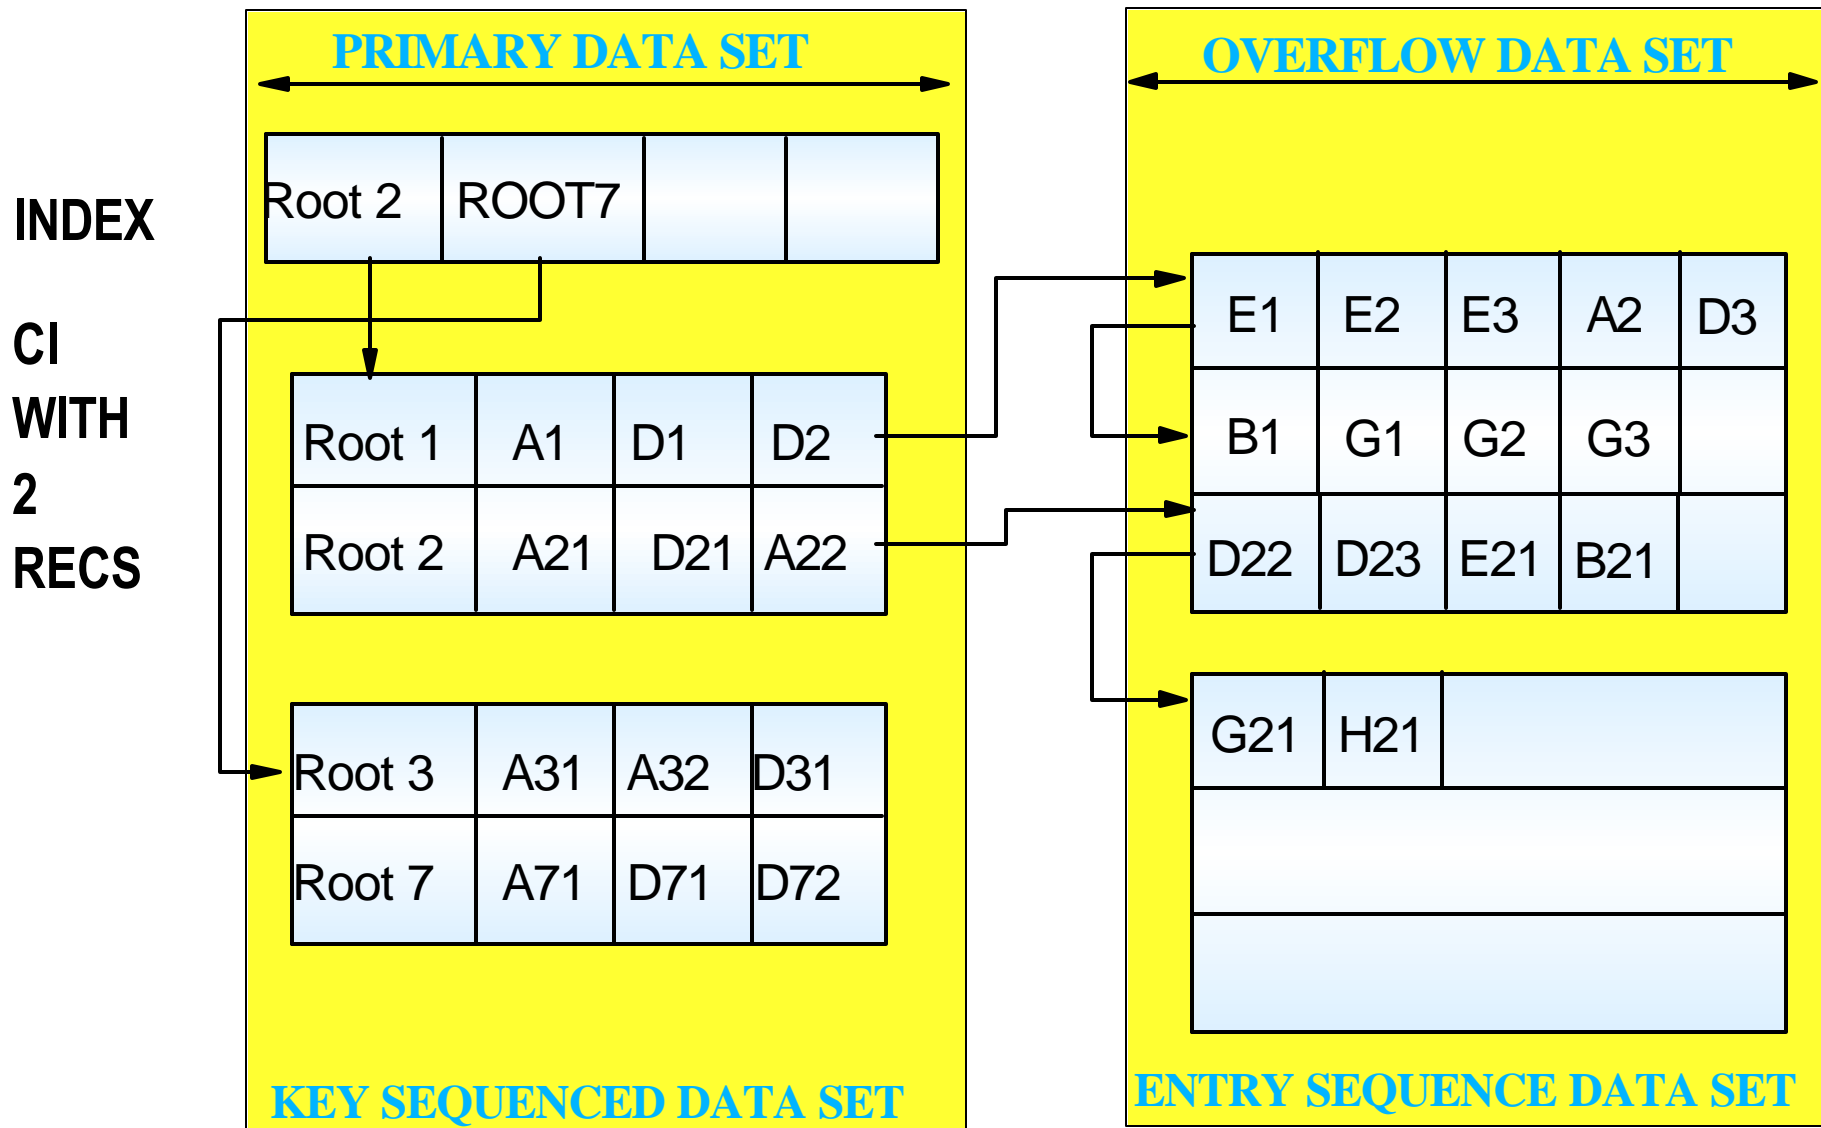 PRIMARY DATA SET
OVERFLOW DATA SET
INDEX
Root 2 ROOT7
CI
WITH
2
RECS
Root 1 A1 D1 D2
Root 2 A21 D21 A22
Root 3 A31 A32 D31
Root 7 A71 D71 D72
E1 E2 E3 A2 D3
B1 G1 G2 G3
D22 D23 E21 B21
G21 H21
KEY SEQUENCED DATA SET
ENTRY SEQUENCE DATA SET